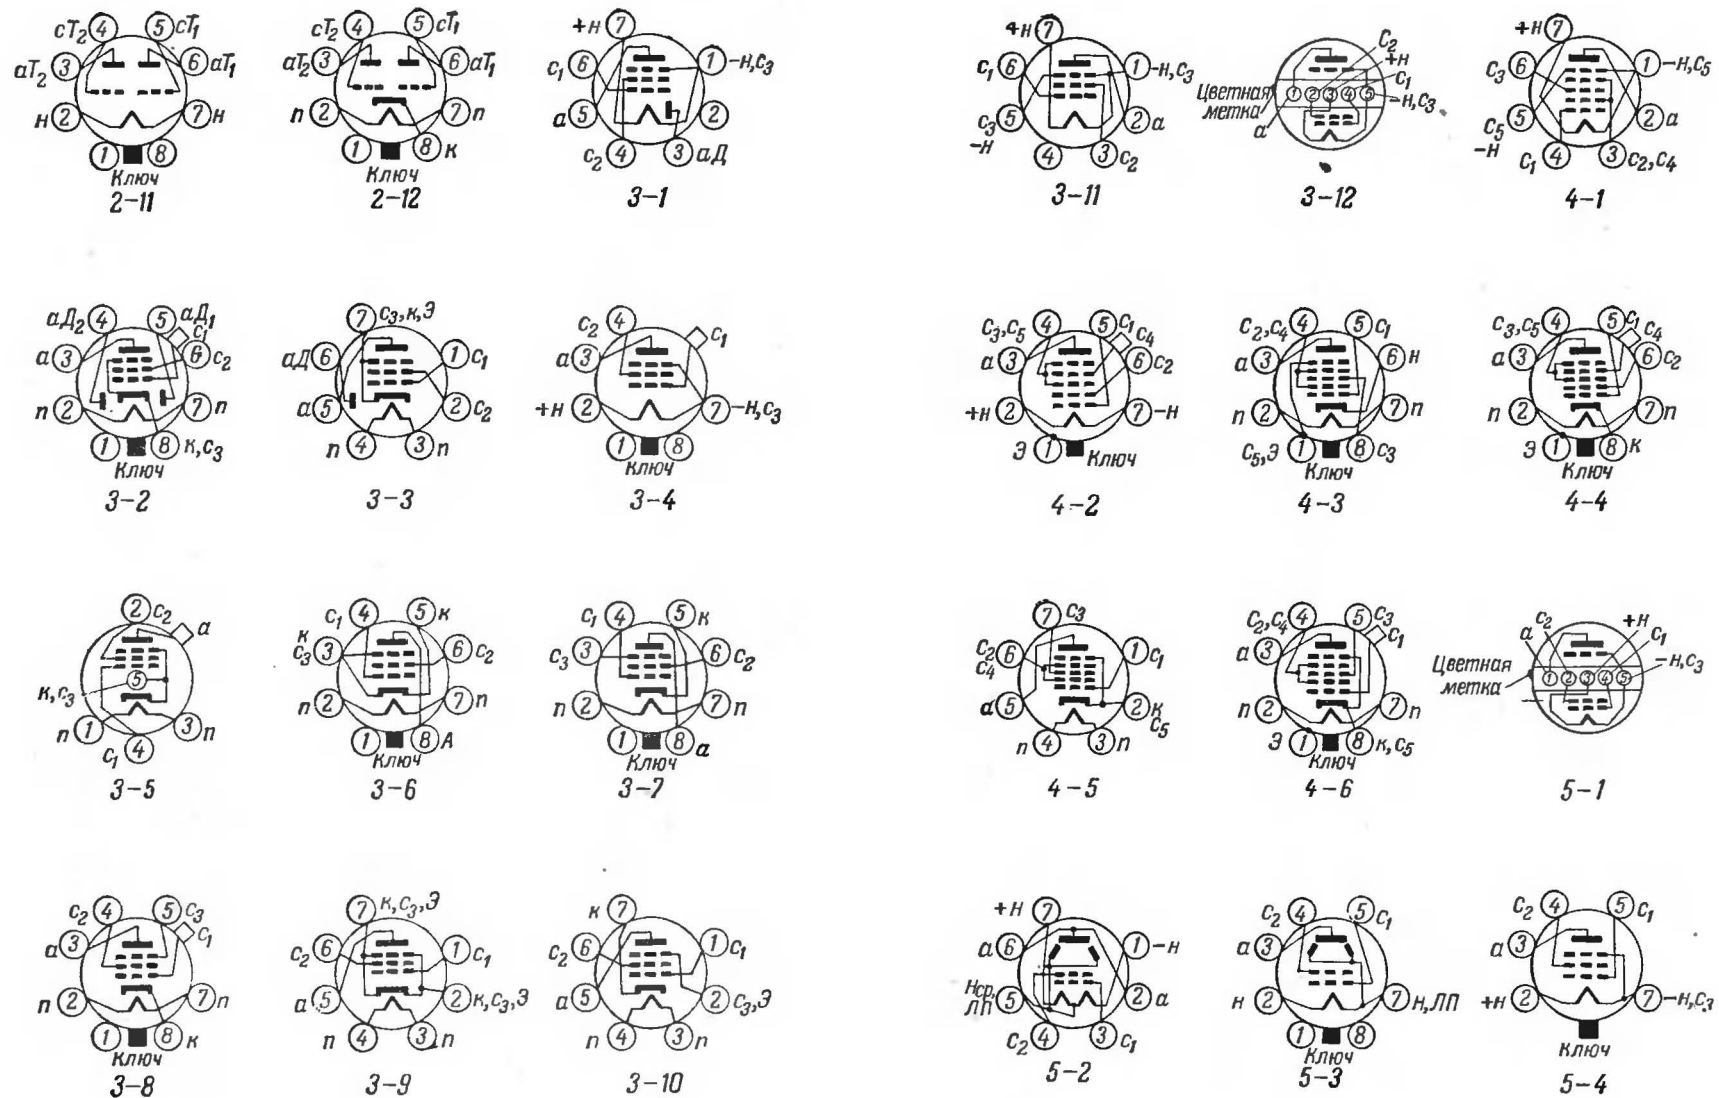 сТ₂ 4 5 сТ₁
аТ₂ 3 6 аТ₁
н 2 7 н
1 8
Ключ
2-11
сТ₂ 4 5 сТ₁
аТ₂ 3 6 аТ₁
п 2 7 п
1 8 к
Ключ
2-12
+н 7
с₁ 6 1 -н,с₃
а 5 2
с₂ 4 3 аД
3-1
+н 7
с₁ 6 1 -н,с₃
с₃ 5 2 а
-н
4 3 с₂
3-11
с₂
+н
с₁
Цветная 1 2 3 4 5 -н,с₃
метка
а
3-12
+н 7
с₃ 6 1 -н,с₅
с₅ 5 2 а
-н
с₁ 4 3 с₂,с₄
4-1
аД₂ 4 5 аД₁
с₁
а 3 6 с₂
п 2 7 п
1 8 к,с₃
Ключ
3-2
7 с₃,к,Э
аД 6 1 с₁
а 5 2 с₂
п 4 3 п
3-3
с₂ 4 с₁
а 3
+н 2 7 -н,с₃
1 8
Ключ
3-4
с₃,с₅ 4 5 с₁
с₄
а 3 6 с₂
+н 2 7 -н
Э 1 Ключ
4-2
с₂,с₄ 4 5 с₁
а 3 6 н
п 2 7 п
с₅,Э 1 8 с₃
Ключ
4-3
с₃,с₅ 4 5 с₁
с₄
а 3 6 с₂
п 2 7 п
Э 1 8 к
Ключ
4-4
2 с₂
а
к,с₃ 5
п 1 3 п
с₁ 4
3-5
с₁ 4 5 к
к
с₃ 3 6 с₂
п 2 7 п
1 8 А
Ключ
3-6
с₁ 4 5 к
с₃ 3 6 с₂
п 2 7 п
1 8 а
Ключ
3-7
7 с₃
с₂ 6 1 с₁
с₄
а 5 2 к
с₅
п 4 3 п
4-5
с₂,с₄ 4 5 с₃
с₁
а 3
п 2 7 п
Э 1 8 к,с₅
Ключ
4-6
с₂ +н
а с₁
Цветная 1 2 3 4 5 -н,с₃
метка
5-1
с₂ 4 5 с₃
с₁
а 3
п 2 7 п
1 8 к
Ключ
3-8
7 к,с₃,Э
с₂ 6 1 с₁
а 5 2 к,с₃,Э
п 4 3 п
3-9
к 7
с₂ 6 1 с₁
а 5 2 с₃,Э
п 4 3 п
3-10
+н 7
а 6 1 -н
Нср, 5 2 а
ЛП
с₂ 4 3 с₁
5-2
с₂ 4 5 с₁
а 3
н 2 7 н,ЛП
1 8
Ключ
5-3
с₂ 4 5 с₁
а 3
+н 2 7 -н,с₃
Ключ
5-4